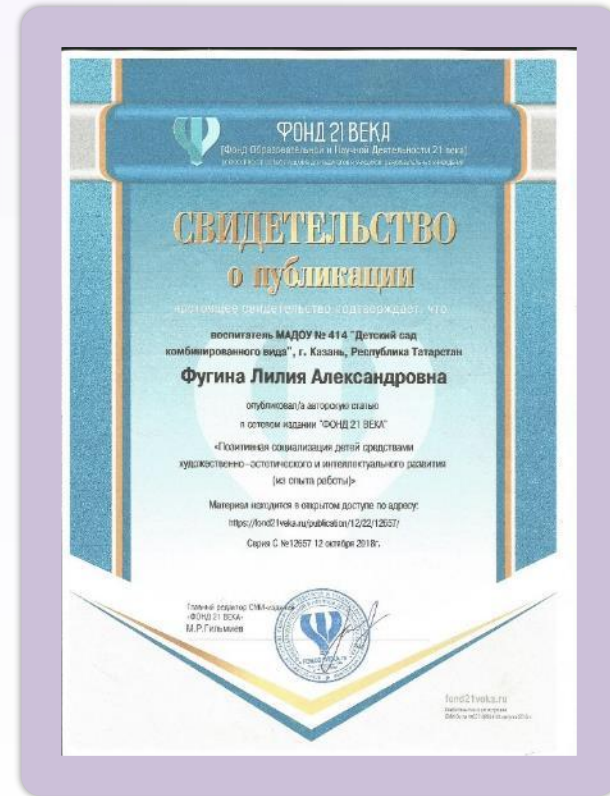 ФОНД 21 ВЕКА
(Фонд Образовательной и Научной Деятельности 21 века)
СВИДЕТЕЛЬСТВО
о публикации
настоящее свидетельство подтверждает, что
воспитатель МАДОУ № 414 "Детский сад
комбинированного вида", г. Казань, Республика Татарстан
Фугина Лилия Александровна
опубликовал/а авторскую статью
в сетевом издании "ФОНД 21 ВЕКА"
«Позитивная социализация детей средствами
художественно-эстетического и интеллектуального развития
(из опыта работы)»
Материал находится в открытом доступе по адресу:
https://fond21veka.ru/publication/12/22/12657/
Серия С №12657 12 октября 2018г.
Главный редактор СМИ-издания
«ФОНД 21 ВЕКА»
М.Р.Гильмиев
fond21veka.ru